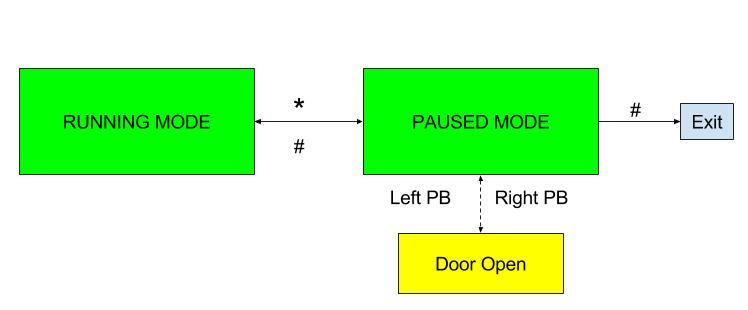 *
#
RUNNING MODE
PAUSED MODE
#
Exit
Left PB
Right PB
Door Open